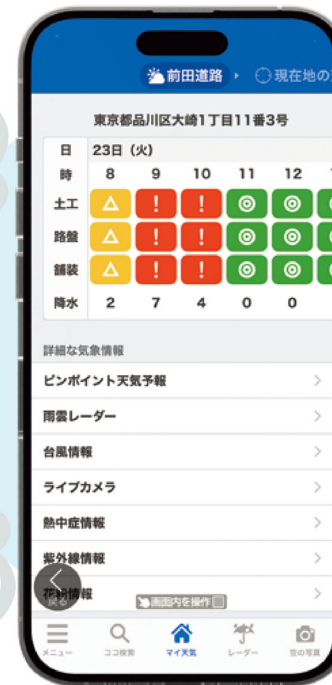 前田道路 現在地の
東京都品川区大崎1丁目11番3号
日 23日（火）
時 8 9 10 11 12
土工 △ ! ! ◎ ◎ ◎
路盤 △ ! ! ◎ ◎ ◎
舗装 △ ! ! ◎ ◎ ◎
降水 2 7 4 0 0
詳細な気象情報
ピンポイント天気予報
雨雲レーダー
台風情報
ライブカメラ
熱中症情報
紫外線情報
花粉情報
戻る 画面内を操作
メニュー ココ検索 マイ天気 レーダー 空の写真